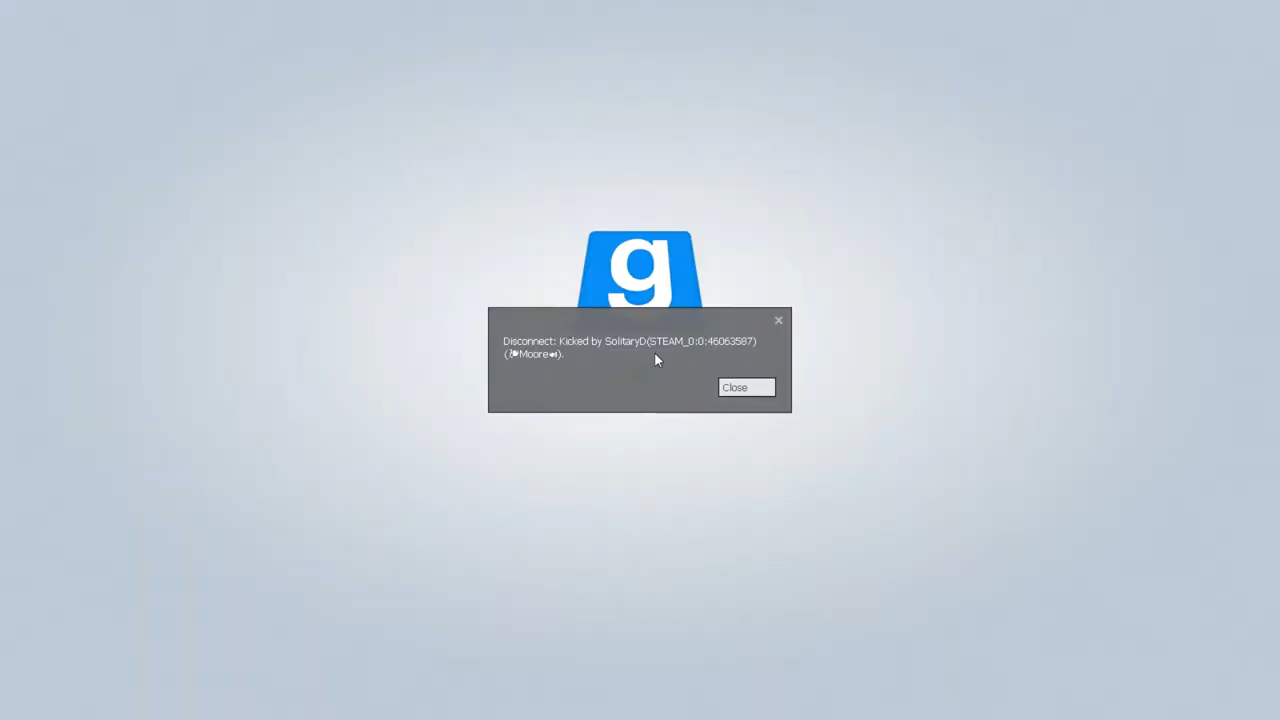 g
Disconnect: Kicked by SolitaryD(STEAM_0:0:46063587)
(Moore).
Close